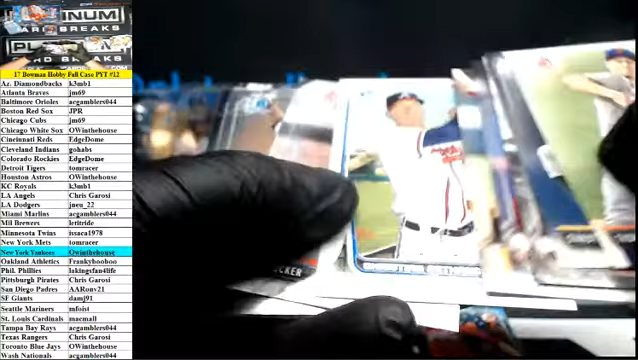 17 Bowman Hobby Full Case PYT #12
Az. Diamondbacks k3mb1
Atlanta Braves jm69
Baltimore Orioles acgamblers044
Boston Red Sox JPR
Chicago Cubs jm69
Chicago White Sox OWinthehouse
Cincinnati Reds EdgeDome
Cleveland Indians gohabs
Colorado Rockies EdgeDome
Detroit Tigers tomracer
Houston Astros OWinthehouse
KC Royals k3mb1
LA Angels Chris Garosi
LA Dodgers jneu_22
Miami Marlins acgamblers044
Mil Brewers letitride
Minnesota Twins issaca1978
New York Mets tomracer
New York Yankees Owinthehouse
Oakland Athletics Frankybooboo
Phil. Phillies lakingsfan4life
Pittsburgh Pirates Chris Garosi
San Diego Padres AARonv21
SF Giants damj91
Seattle Mariners mfoist
St. Louis Cardinals macmall
Tampa Bay Rays acgamblers044
Texas Rangers Chris Garosi
Toronto Blue Jays OWinthehouse
Wash Nationals acgamblers044